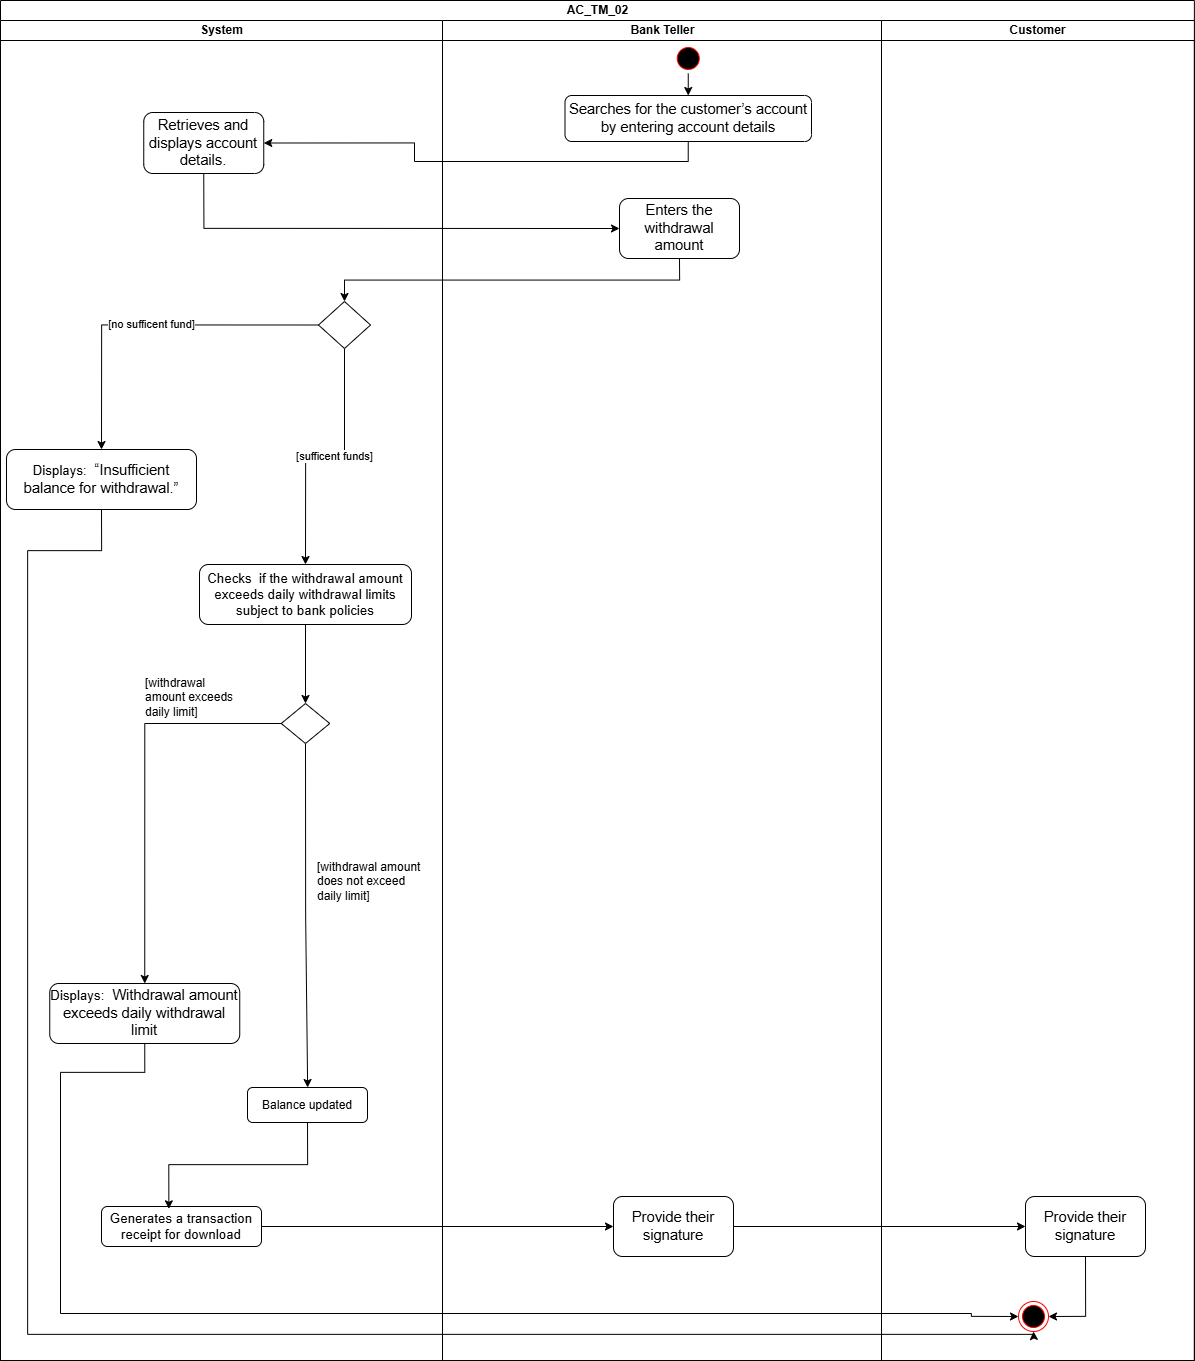 AC_TM_02
System
Bank Teller
Customer
Searches for the customer's account
by entering account details
Retrieves and
displays account
details.
Enters the
withdrawal
amount
[no sufficent fund]
[sufficent funds]
Displays:  “Insufficient
balance for withdrawal.”
Checks  if the withdrawal amount
exceeds daily withdrawal limits
subject to bank policies
[withdrawal
amount exceeds
daily limit]
[withdrawal amount
does not exceed
daily limit]
Displays:  Withdrawal amount
exceeds daily withdrawal
limit
Balance updated
Generates a transaction
receipt for download
Provide their
signature
Provide their
signature